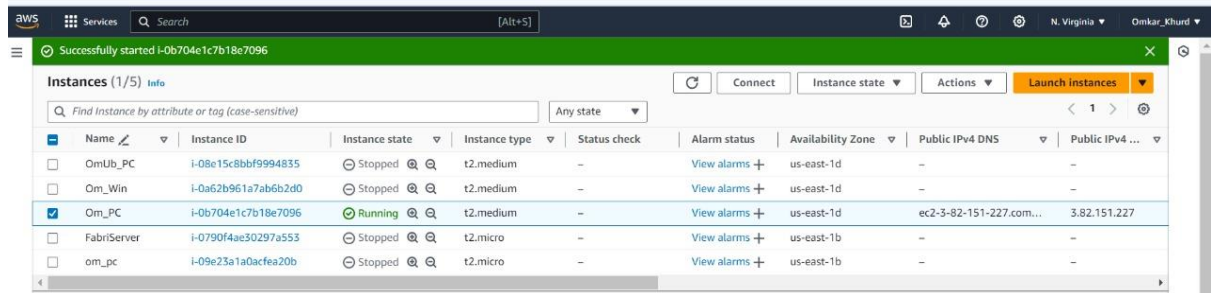 aws Services Search [Alt+S] N. Virginia Omkar_Khurd
Successfully started i-0b704e1c7b18e7096
Instances (1/5) Info Connect Instance state Actions Launch instances
Find Instance by attribute or tag (case-sensitive) Any state 1
Name Instance ID Instance state Instance type Status check Alarm status Availability Zone Public IPv4 DNS Public IPv4 ...
OmUb_PC i-08e15c8bbf9994835 Stopped t2.medium – View alarms + us-east-1d – –
Om_Win i-0a62b961a7ab6b2d0 Stopped t2.medium – View alarms + us-east-1d – –
Om_PC i-0b704e1c7b18e7096 Running t2.medium – View alarms + us-east-1d ec2-3-82-151-227.com... 3.82.151.227
FabriServer i-0790f4ae30297a553 Stopped t2.micro – View alarms + us-east-1b – –
om_pc i-09e23a1a0acfea20b Stopped t2.micro – View alarms + us-east-1b – –